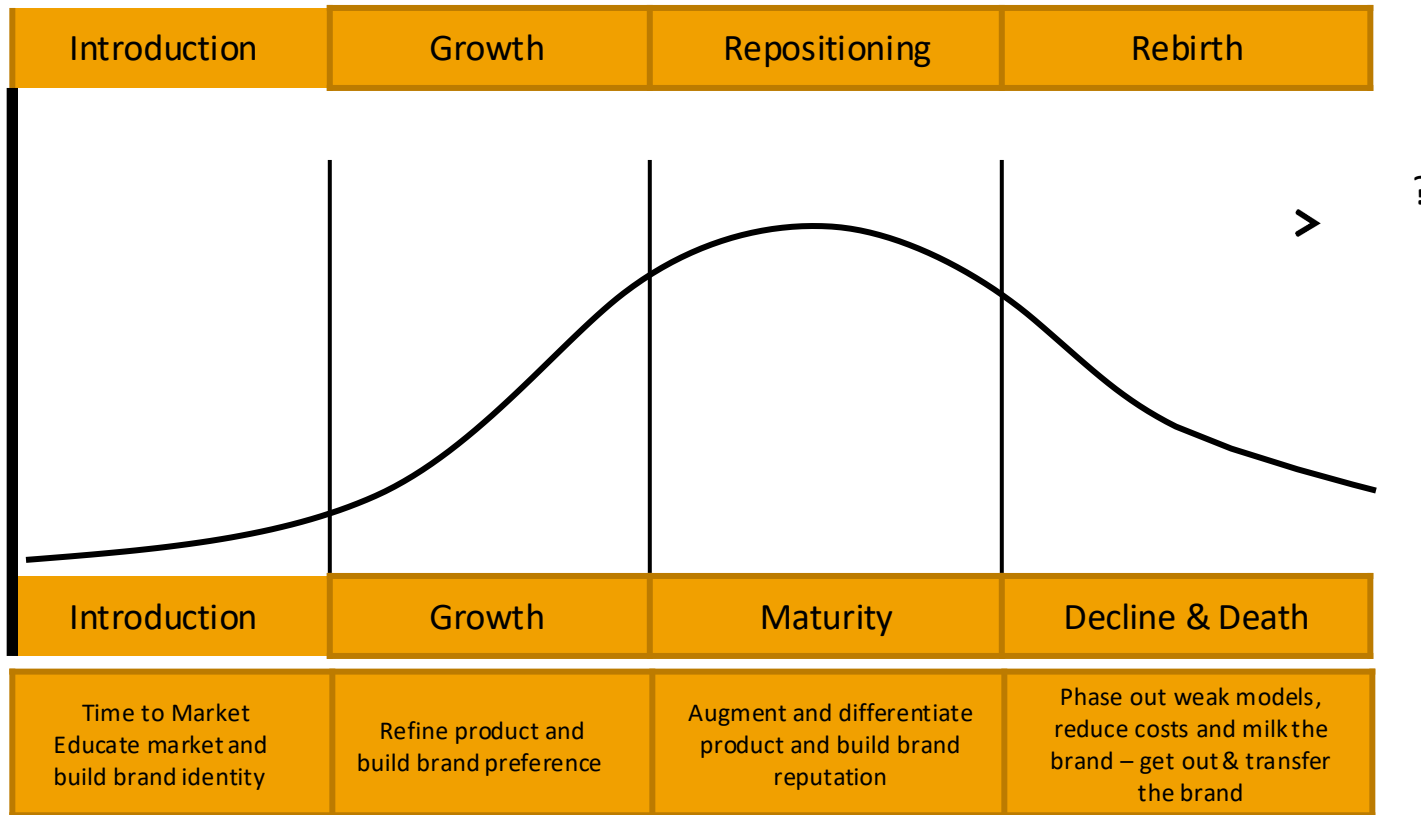 Introduction
Growth
Repositioning
Rebirth
?
>
Introduction
Growth
Maturity
Decline & Death
Time to Market
Educate market and
build brand identity
Refine product and
build brand preference
Augment and differentiate
product and build brand
reputation
Phase out weak models,
reduce costs and milk the
brand – get out & transfer
the brand